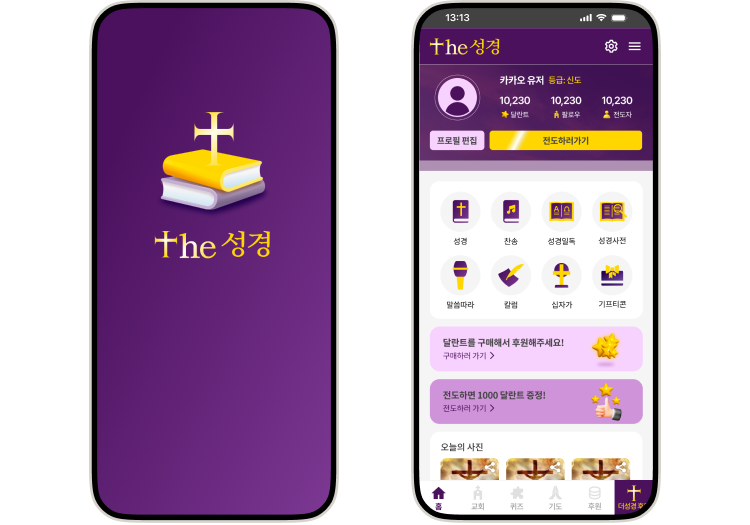 †he 성경
13:13
†he 성경
카카오 유저 등급: 신도
10,230 10,230 10,230
달란트 팔로우 전도자
프로필 편집 전도하러가기
성경 찬송 성경일독 성경사전
말씀따라 칼럼 십자가 기프티콘
달란트를 구매해서 후원해주세요!
구매하러 가기
전도하면 1000 달란트 증정!
전도하러 가기
오늘의 사진
홈 교회 퀴즈 기도 후원 더성경